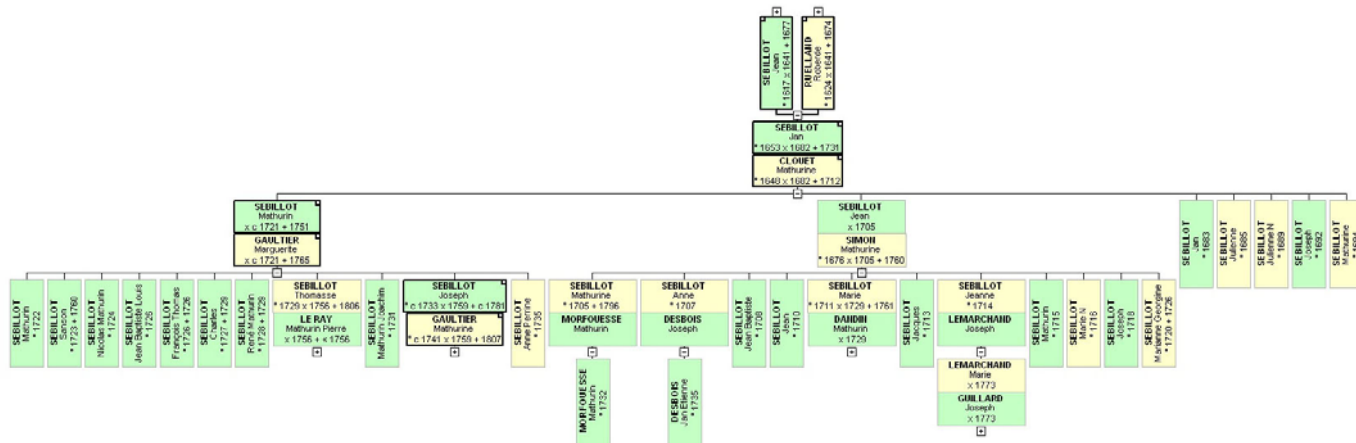 SEBILLOT
Jean
* 1617 x 1641 + 1677
RUELLAND
Roberde
* 1624 x 1641 + 1674
SEBILLOT
Jan
* 1653 x 1682 + 1731
CLOUET
Mathurine
* 1648 x 1682 + 1712
SEBILLOT
Mathurin
x c 1721 + 1751
GAULTIER
Marguerite
x c 1721 + 1765
SEBILLOT
Jean
x 1705
SIMON
Mathurine
* 1676 x 1705 + 1760
SEBILLOT
Jan
* 1683
SEBILLOT
Julienne
* 1685
SEBILLOT
Julienne N
* 1689
SEBILLOT
Joseph
* 1692
SEBILLOT
Mathurine
SEBILLOT
Mathurin
* 1722
SEBILLOT
Sanson
* 1723 + 1760
SEBILLOT
Nicolas Mathurin
* 1724
SEBILLOT
Jean Baptiste Louis
* 1725
SEBILLOT
François Thomas
* 1726 + 1726
SEBILLOT
Charles
* 1727 + 1729
SEBILLOT
René Mathurin
* 1728 + 1729
SEBILLOT
Thomasse
* 1729 x 1756 + 1806
LE RAY
Mathurin Pierre
x 1756 + < 1756
SEBILLOT
Mathurin Joachim
* 1731
SEBILLOT
Joseph
* c 1733 x 1759 + c 1781
GAULTIER
Mathurine
* c 1741 x 1759 + 1807
SEBILLOT
Anne Perrine
* 1735
SEBILLOT
Mathurine
* 1705 + 1796
MORFOUESSE
Mathurin
MORFOUESSE
Mathurin
* 1732
SEBILLOT
Anne
* 1707
DESBOIS
Joseph
DESBOIS
Jan Etienne
* 1735
SEBILLOT
Jean Baptiste
* 1708
SEBILLOT
Jean
* 1710
SEBILLOT
Marie
* 1711 x 1729 + 1761
DANDIN
Mathurin
x 1729
SEBILLOT
Jacques
* 1713
SEBILLOT
Jeanne
* 1714
LEMARCHAND
Joseph
LEMARCHAND
Marie
x 1773
GUILLARD
Joseph
x 1773
SEBILLOT
Mathurin
* 1715
SEBILLOT
Marie N
* 1716
SEBILLOT
Joseph
* 1718
SEBILLOT
Marianne Georgine
* 1720 + 1726